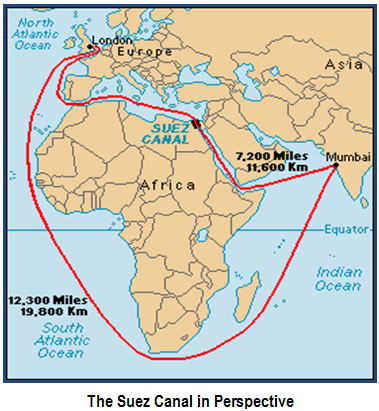 North
Atlantic
Ocean
London
Europe
Asia
SUEZ
CANAL
7,200 Miles
11,600 Km
Mumbai
Africa
Equator
Indian
Ocean
12,300 Miles
19,800 Km
South
Atlantic
Ocean
The Suez Canal in Perspective